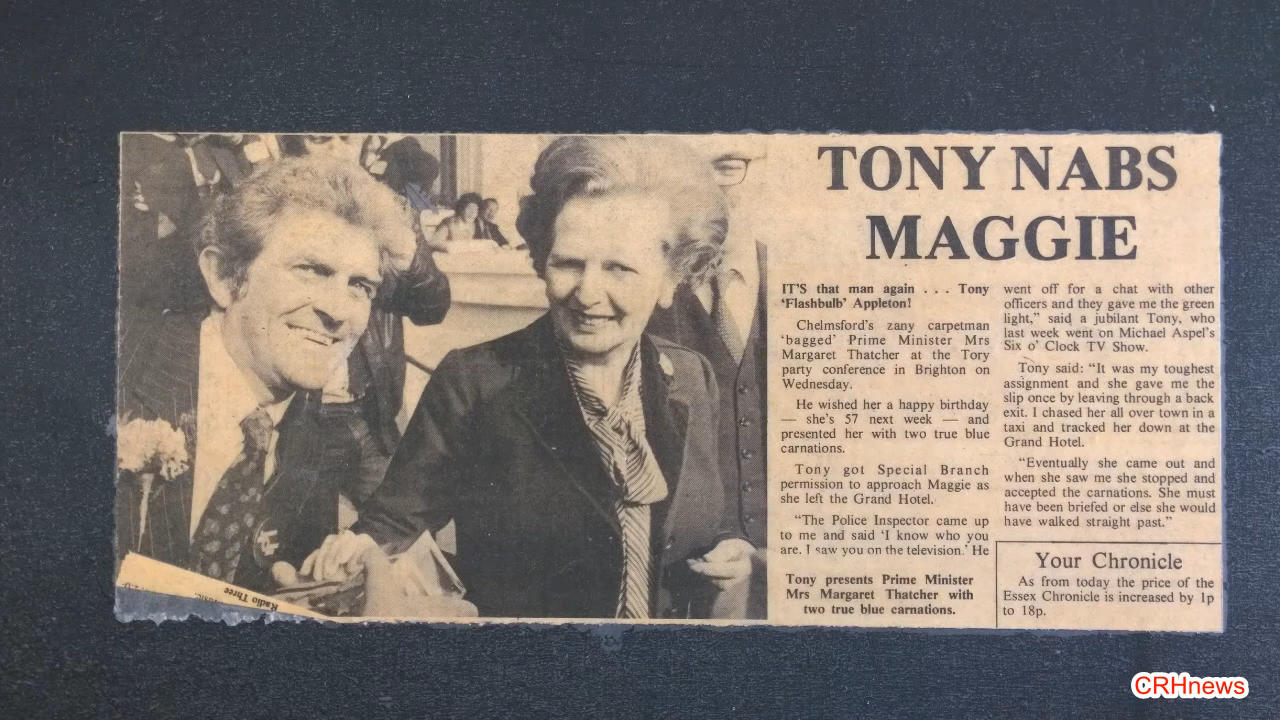 TONY NABS
MAGGIE
IT'S that man again . . . Tony
'Flashbulb' Appleton!
Chelmsford's zany carpetman
'bagged' Prime Minister Mrs
Margaret Thatcher at the Tory
party conference in Brighton on
Wednesday.
He wished her a happy birthday
— she's 57 next week — and
presented her with two true blue
carnations.
Tony got Special Branch
permission to approach Maggie as
she left the Grand Hotel.
"The Police Inspector came up
to me and said 'I know who you
are. I saw you on the television.' He
Tony presents Prime Minister
Mrs Margaret Thatcher with
two true blue carnations.
went off for a chat with other
officers and they gave me the green
light," said a jubilant Tony, who
last week went on Michael Aspel's
Six o' Clock TV Show.
Tony said: "It was my toughest
assignment and she gave me the
slip once by leaving through a back
exit. I chased her all over town in a
taxi and tracked her down at the
Grand Hotel.
"Eventually she came out and
when she saw me she stopped and
accepted the carnations. She must
have been briefed or else she would
have walked straight past."
Your Chronicle
As from today the price of the
Essex Chronicle is increased by 1p
to 18p.
Radio Three
CRHnews